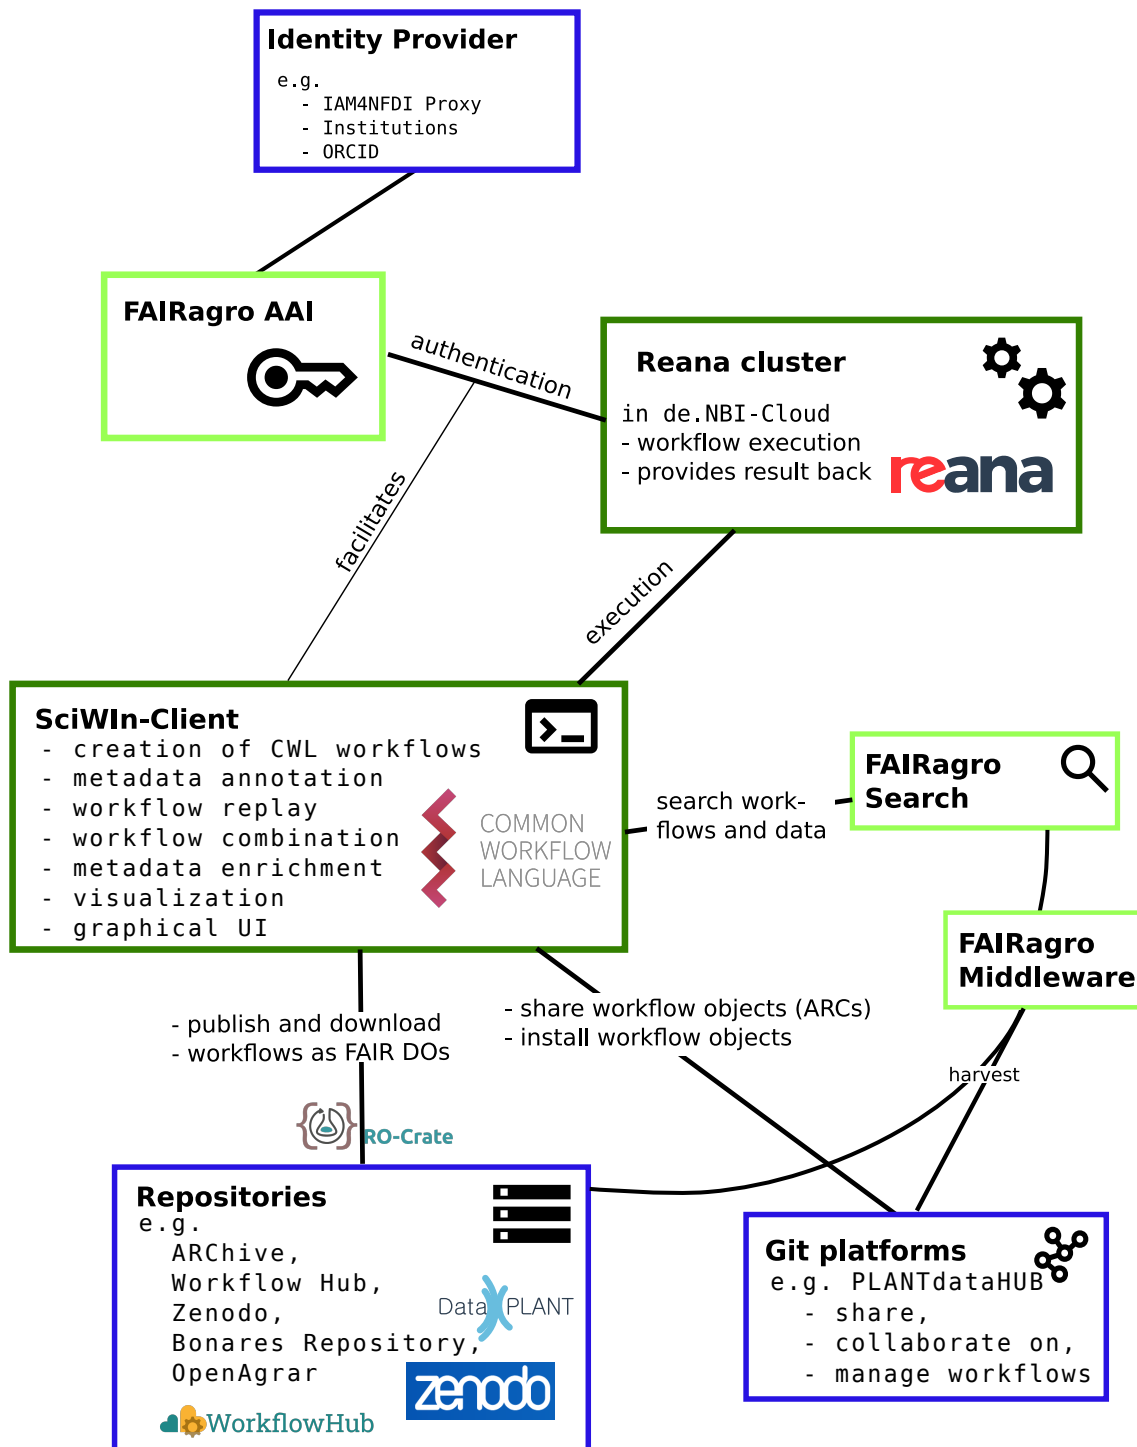 Identity Provider
e.g.
- IAM4NFDI Proxy
- Institutions
- ORCID
FAIRagro AAI
authentication
Reana cluster
in de.NBI-Cloud
- workflow execution
- provides result back
reana
facilitates
execution
SciWIn-Client
- creation of CWL workflows
- metadata annotation
- workflow replay
- workflow combination
- metadata enrichment
- visualization
- graphical UI
COMMON
WORKFLOW
LANGUAGE
search work-
flows and data
FAIRagro
Search
FAIRagro
Middleware
- publish and download
- workflows as FAIR DOs
- share workflow objects (ARCs)
- install workflow objects
harvest
RO-Crate
Repositories
e.g.
ARChive,
Workflow Hub,
Zenodo,
Bonares Repository,
OpenAgrar
DataPLANT
zenodo
WorkflowHub
Git platforms
e.g. PLANTdataHUB
- share,
- collaborate on,
- manage workflows